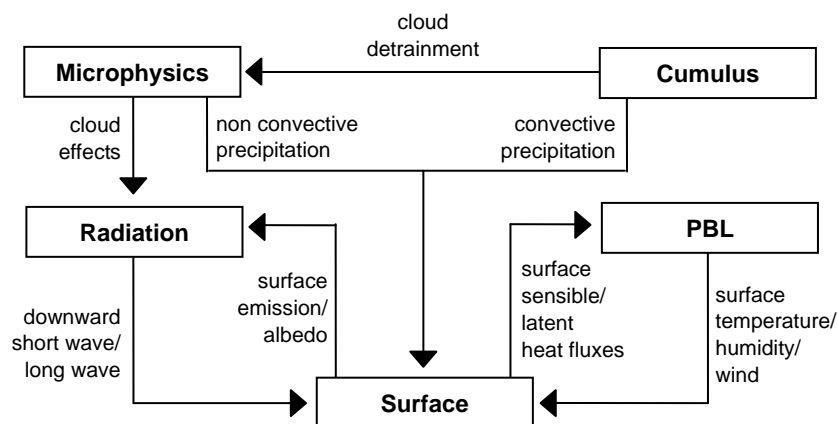 cloud
detrainment
Microphysics
Cumulus
cloud
effects
non convective
precipitation
convective
precipitation
Radiation
PBL
downward
short wave/
long wave
surface
emission/
albedo
surface
sensible/
latent
heat fluxes
surface
temperature/
humidity/
wind
Surface